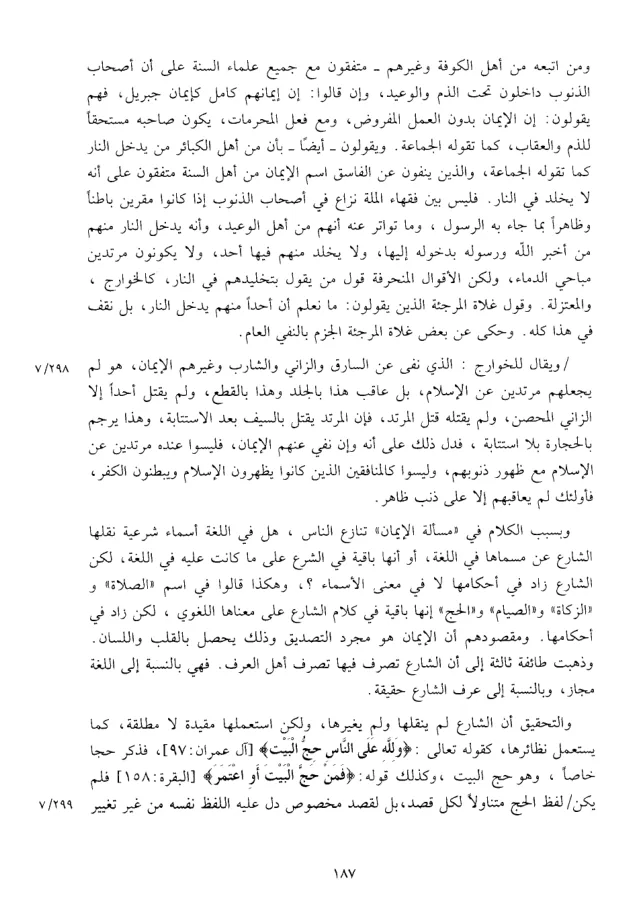 ومن اتبعه من أهل الكوفة وغيرهم ـ متفقون مع جميع علماء السنة على أن أصحاب
الذنوب داخلون تحت الذم والوعيد، وإن قالوا: إن إيمانهم كامل كإيمان جبريل، فهم
يقولون: إن الإيمان بدون العمل المفروض، ومع فعل المحرمات، يكون صاحبه مستحقاً
للذم والعقاب، كما تقوله الجماعة. ويقولون ـ أيضًا ـ بأن من أهل الكبائر من يدخل النار
كما تقوله الجماعة، والذين ينفون عن الفاسق اسم الإيمان من أهل السنة متفقون على أنه
لا يخلد في النار. فليس بين فقهاء الملة نزاع في أصحاب الذنوب إذا كانوا مقرين باطناً
وظاهراً بما جاء به الرسول ، وما تواتر عنه أنهم من أهل الوعيد، وأنه يدخل النار منهم
من أخبر الله ورسوله بدخوله إليها، ولا يخلد منهم فيها أحد، ولا يكونون مرتدين
مباحي الدماء، ولكن الأقوال المنحرفة قول من يقول بتخليدهم في النار، كالخوارج ،
والمعتزلة. وقول غلاة المرجئة الذين يقولون: ما نعلم أن أحداً منهم يدخل النار، بل نقف
في هذا كله. وحكى عن بعض غلاة المرجئة الجزم بالنفي العام.
/ ويقال للخوارج : الذي نفى عن السارق والزاني والشارب وغيرهم الإيمان، هو لم ٧/٢٩٨
يجعلهم مرتدين عن الإسلام، بل عاقب هذا بالجلد وهذا بالقطع، ولم يقتل أحداً إلا
الزاني المحصن، ولم يقتله قتل المرتد، فإن المرتد يقتل بالسيف بعد الاستتابة، وهذا يرجم
بالحجارة بلا استتابة ، فدل ذلك على أنه وإن نفي عنهم الإيمان، فليسوا عنده مرتدين عن
الإسلام مع ظهور ذنوبهم، وليسوا كالمنافقين الذين كانوا يظهرون الإسلام ويبطنون الكفر،
فأولئك لم يعاقبهم إلا على ذنب ظاهر.
وبسبب الكلام في «مسألة الإيمان» تنازع الناس ، هل في اللغة أسماء شرعية نقلها
الشارع عن مسماها في اللغة، أو أنها باقية في الشرع على ما كانت عليه في اللغة، لكن
الشارع زاد في أحكامها لا في معنى الأسماء ؟، وهكذا قالوا في اسم «الصلاة» و
«الزكاة» و«الصيام» و«الحج» إنها باقية في كلام الشارع على معناها اللغوي ، لكن زاد في
أحكامها. ومقصودهم أن الإيمان هو مجرد التصديق وذلك يحصل بالقلب واللسان.
وذهبت طائفة ثالثة إلى أن الشارع تصرف فيها تصرف أهل العرف. فهي بالنسبة إلى اللغة
مجاز، وبالنسبة إلى عرف الشارع حقيقة.
والتحقيق أن الشارع لم ينقلها ولم يغيرها، ولكن استعملها مقيدة لا مطلقة، كما
يستعمل نظائرها، كقوله تعالى : ﴿وَلِلَّهِ عَلَى النَّاسِ حِجُّ الْبَيْتِ﴾ [آل عمران:٩٧]، فذكر حجا
خاصاً ، وهو حج البيت ،وكذلك قوله: ﴿فَمَنْ حَجَّ الْبَيْتَ أَوِ اعْتَمَرَ﴾ [البقرة:١٥٨] فلم
يكن/ لفظ الحج متناولاً لكل قصد،بل لقصد مخصوص دل عليه اللفظ نفسه من غير تغيير ٧/٢٩٩
١٨٧